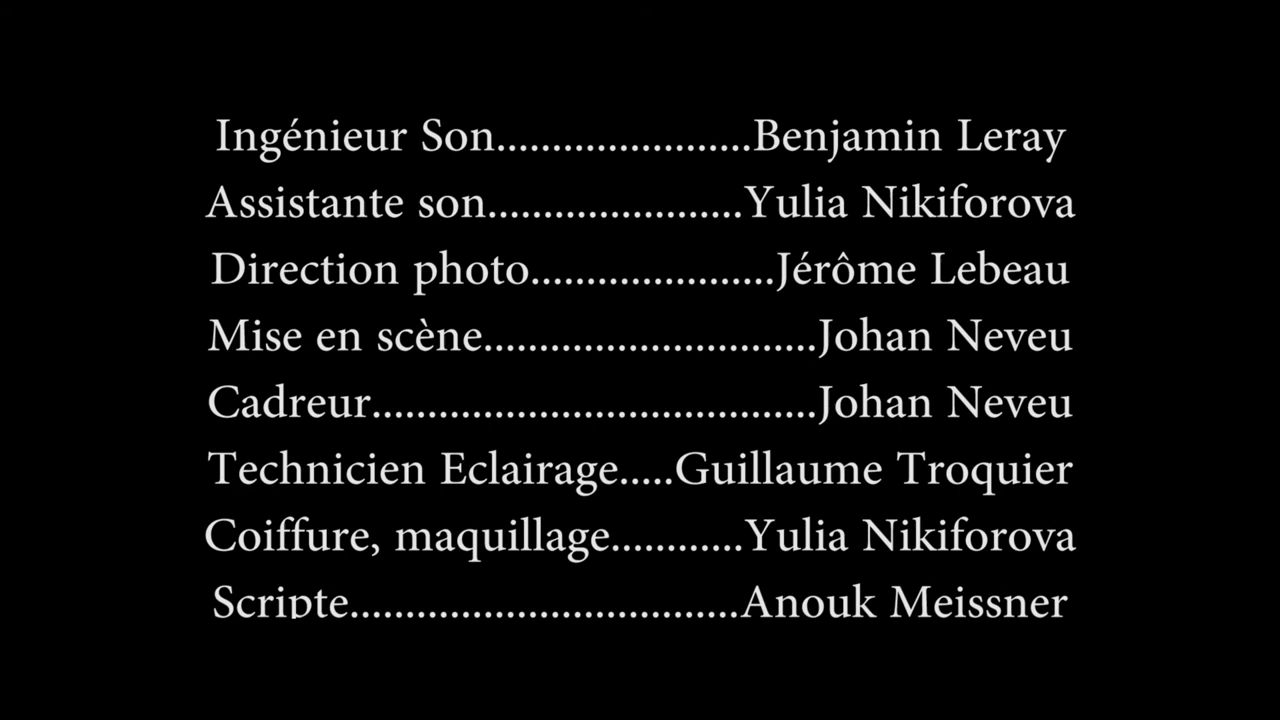 Ingénieur Son.......................Benjamin Leray
Assistante son.......................Yulia Nikiforova
Direction photo......................Jérôme Lebeau
Mise en scène..............................Johan Neveu
Cadreur........................................Johan Neveu
Technicien Eclairage.....Guillaume Troquier
Coiffure, maquillage............Yulia Nikiforova
Scripte...................................Anouk Meissner